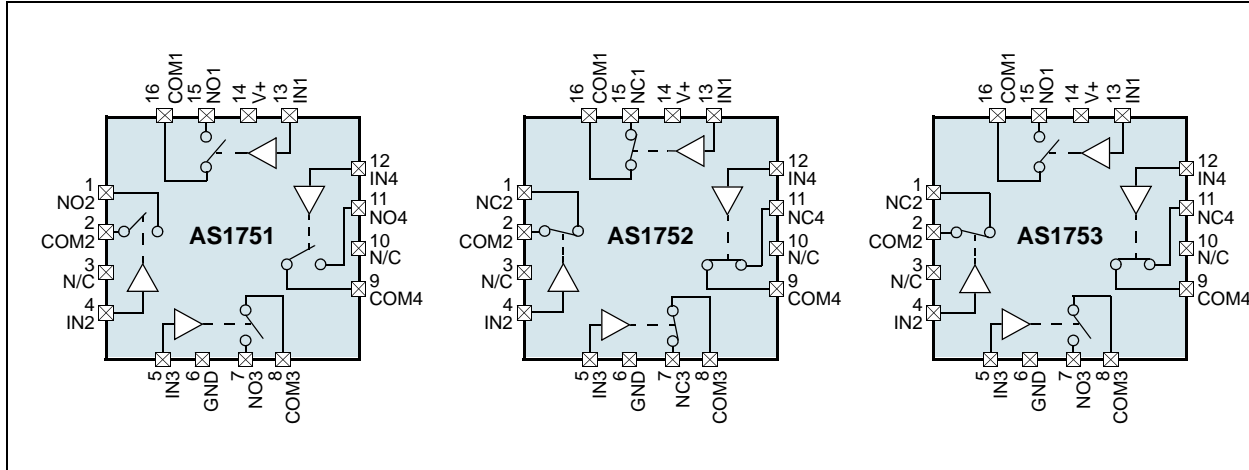 16 COM1
15 NO1
14 V+
13 IN1
1 NO2
2 COM2
3 N/C
4 IN2
AS1751
12 IN4
11 NO4
10 N/C
9 COM4
5 IN3
6 GND
7 NO3
8 COM3
16 COM1
15 NC1
14 V+
13 IN1
1 NC2
2 COM2
3 N/C
4 IN2
AS1752
12 IN4
11 NC4
10 N/C
9 COM4
5 IN3
6 GND
7 NC3
8 COM3
16 COM1
15 NO1
14 V+
13 IN1
1 NC2
2 COM2
3 N/C
4 IN2
AS1753
12 IN4
11 NC4
10 N/C
9 COM4
5 IN3
6 GND
7 NO3
8 COM3